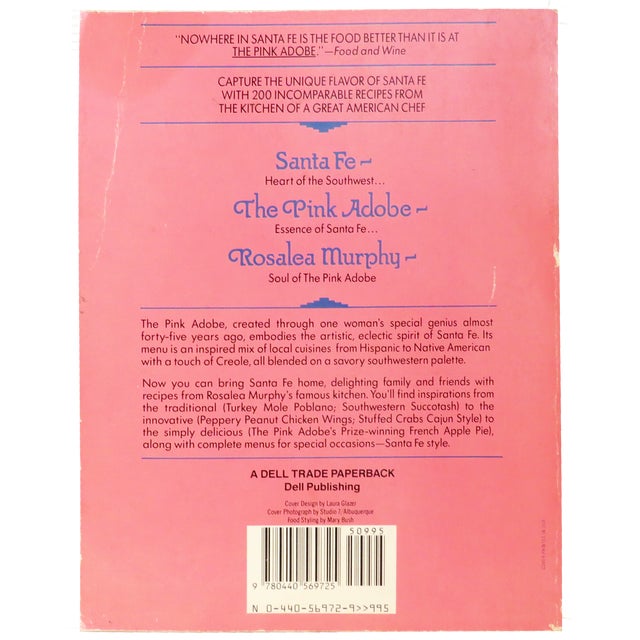 "NOWHERE IN SANTA FE IS THE FOOD BETTER THAN IT IS AT
THE PINK ADOBE."—Food and Wine
CAPTURE THE UNIQUE FLAVOR OF SANTA FE
WITH 200 INCOMPARABLE RECIPES FROM
THE KITCHEN OF A GREAT AMERICAN CHEF
Santa Fe~
Heart of the Southwest...
The Pink Adobe~
Essence of Santa Fe...
Rosalea Murphy~
Soul of The Pink Adobe
The Pink Adobe, created through one woman's special genius almost
forty-five years ago, embodies the artistic, eclectic spirit of Santa Fe. Its
menu is an inspired mix of local cuisines from Hispanic to Native American
with a touch of Creole, all blended on a savory southwestern palette.
Now you can bring Santa Fe home, delighting family and friends with
recipes from Rosalea Murphy's famous kitchen. You'll find inspirations from
the traditional (Turkey Mole Poblano; Southwestern Succotash) to the
innovative (Peppery Peanut Chicken Wings; Stuffed Crabs Cajun Style) to
the simply delicious (The Pink Adobe's Prize-winning French Apple Pie),
along with complete menus for special occasions—Santa Fe style.
A DELL TRADE PAPERBACK
Dell Publishing
Cover Design by Laura Glazer
Cover Photograph by Studio 7/Albuquerque
Food Styling by Mary Bush
50995
9 780440 569725
N 0-440-56972-9>>995